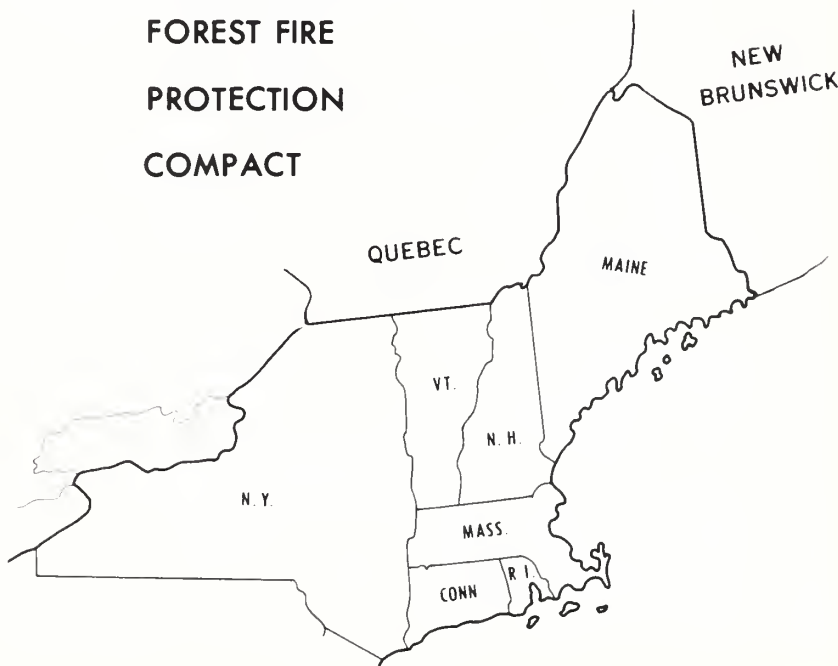 FOREST FIRE
PROTECTION
COMPACT
NEW
BRUNSWICK
QUEBEC
MAINE
VT.
N. H.
N. Y.
MASS.
R I.
CONN